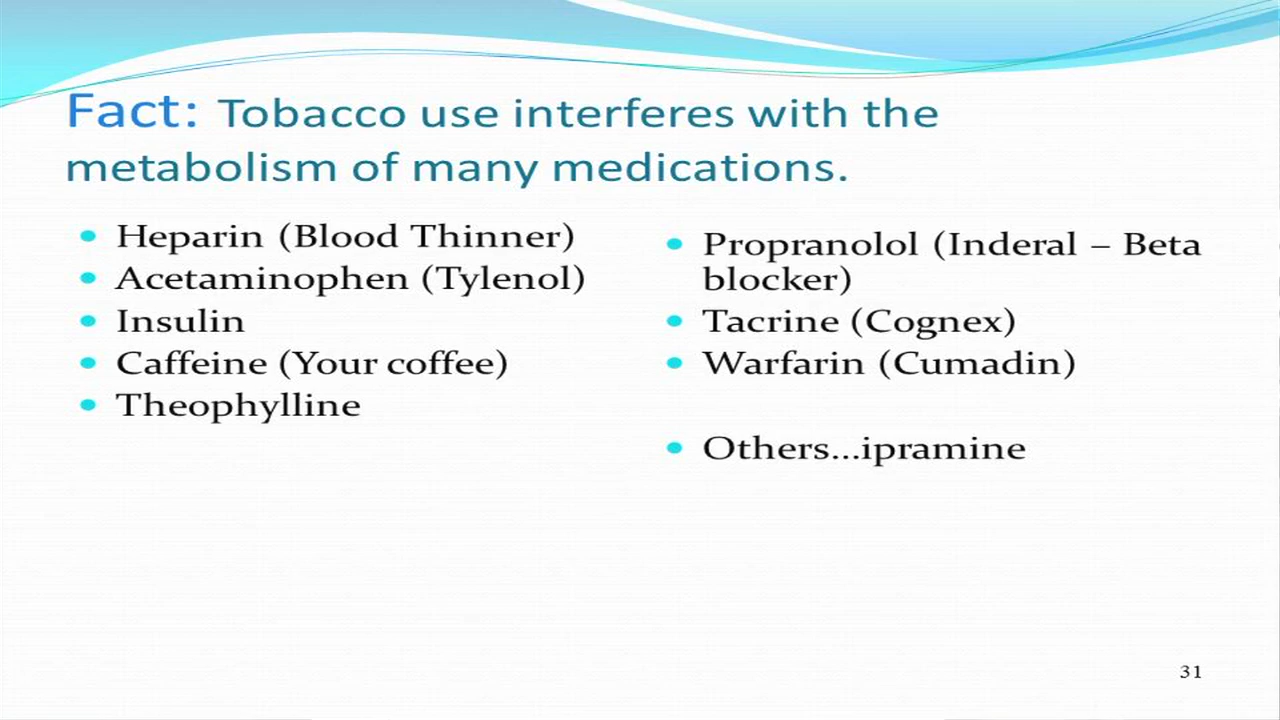 Fact: Tobacco use interferes with the
metabolism of many medications.
• Heparin (Blood Thinner)
• Acetaminophen (Tylenol)
• Insulin
• Caffeine (Your coffee)
• Theophylline
• Propranolol (Inderal – Beta
blocker)
• Tacrine (Cognex)
• Warfarin (Cumadin)
• Others...ipramine
31